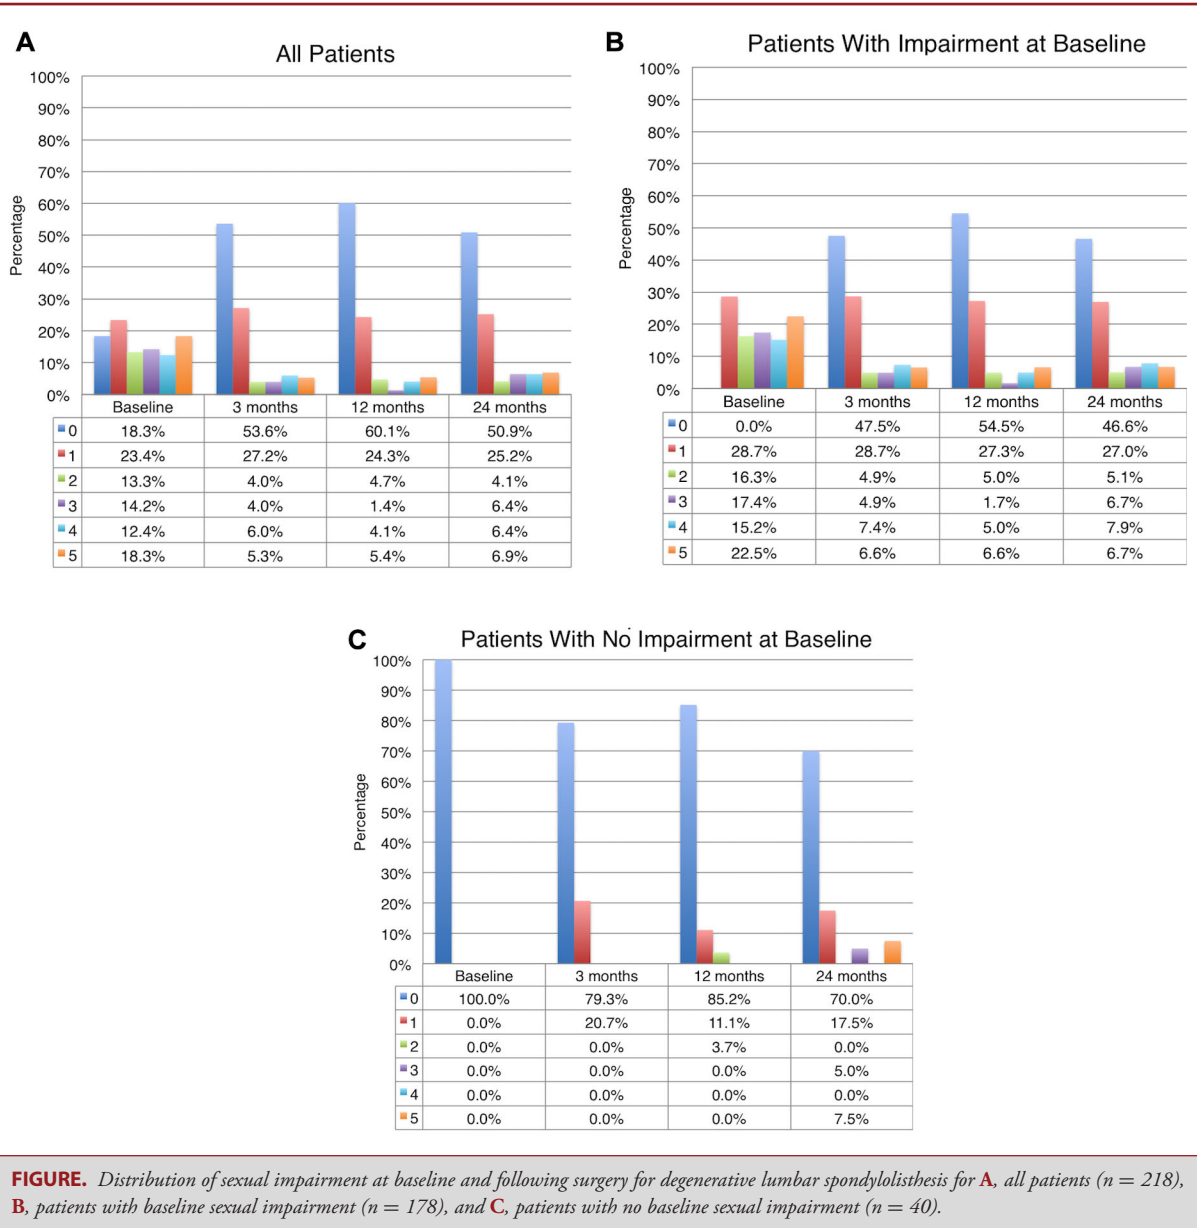 A
All Patients
100%
90%
80%
70%
60%
50%
40%
30%
20%
10%
0%
Percentage
Baseline 3 months 12 months 24 months
0 18.3% 53.6% 60.1% 50.9%
1 23.4% 27.2% 24.3% 25.2%
2 13.3% 4.0% 4.7% 4.1%
3 14.2% 4.0% 1.4% 6.4%
4 12.4% 6.0% 4.1% 6.4%
5 18.3% 5.3% 5.4% 6.9%
B
Patients With Impairment at Baseline
100%
90%
80%
70%
60%
50%
40%
30%
20%
10%
0%
Percentage
Baseline 3 months 12 months 24 months
0 0.0% 47.5% 54.5% 46.6%
1 28.7% 28.7% 27.3% 27.0%
2 16.3% 4.9% 5.0% 5.1%
3 17.4% 4.9% 1.7% 6.7%
4 15.2% 7.4% 5.0% 7.9%
5 22.5% 6.6% 6.6% 6.7%
C
Patients With No Impairment at Baseline
100%
90%
80%
70%
60%
50%
40%
30%
20%
10%
0%
Percentage
Baseline 3 months 12 months 24 months
0 100.0% 79.3% 85.2% 70.0%
1 0.0% 20.7% 11.1% 17.5%
2 0.0% 0.0% 3.7% 0.0%
3 0.0% 0.0% 0.0% 5.0%
4 0.0% 0.0% 0.0% 0.0%
5 0.0% 0.0% 0.0% 7.5%
FIGURE. Distribution of sexual impairment at baseline and following surgery for degenerative lumbar spondylolisthesis for A, all patients (n = 218),
B, patients with baseline sexual impairment (n = 178), and C, patients with no baseline sexual impairment (n = 40).